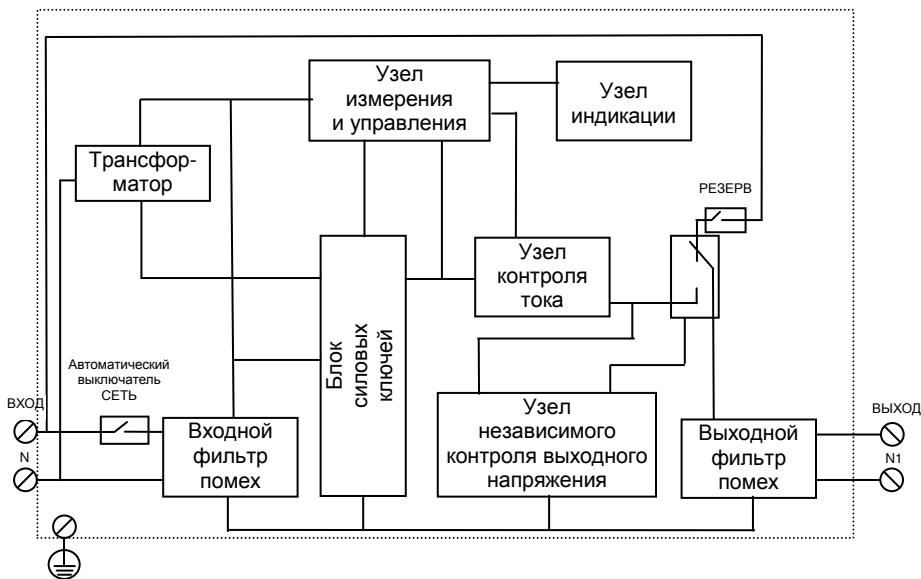 Узел
измерения
и управления
Узел
индикации
Трансфор-
матор
РЕЗЕРВ
Узел
контроля
тока
Блок
силовых
ключей
Автоматический
выключатель
СЕТЬ
ВХОД
N
Входной
фильтр
помех
Узел
независимого
контроля выходного
напряжения
Выходной
фильтр
помех
ВЫХОД
N1